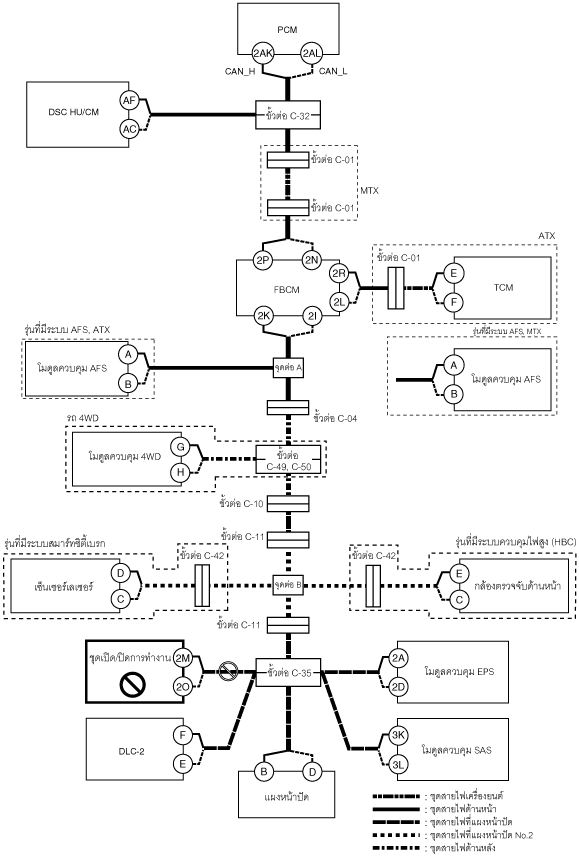 PCM
2AK 2AL
CAN_H CAN_L
DSC HU/CM
AF
AC
ขั้วต่อ C-32
ขั้วต่อ C-01
MTX
ขั้วต่อ C-01
ATX
2P 2N
ขั้วต่อ C-01
FBCM
2R
2L
E
F
TCM
2K 2I
รุ่นที่มีระบบ AFS, ATX
รุ่นที่มีระบบ AFS, MTX
โมดูลควบคุม AFS
A
B
จุดต่อ A
A
B
โมดูลควบคุม AFS
ขั้วต่อ C-04
รถ 4WD
โมดูลควบคุม 4WD
G
H
ขั้วต่อ
C-49, C-50
ขั้วต่อ C-10
ขั้วต่อ C-11
รุ่นที่มีระบบสมาร์ทซิตี้เบรก
รุ่นที่มีระบบควบคุมไฟสูง (HBC)
ขั้วต่อ C-42
ขั้วต่อ C-42
เซ็นเซอร์เลเซอร์
D
C
จุดต่อ B
E
C
กล้องตรวจจับด้านหน้า
ขั้วต่อ C-11
ชุดเปิด/ปิดการทำงาน
2M
2O
ขั้วต่อ C-35
2A
2D
โมดูลควบคุม EPS
DLC-2
F
E
3K
3L
โมดูลควบคุม SAS
B D
แผงหน้าปัด
: ชุดสายไฟเครื่องยนต์
: ชุดสายไฟด้านหน้า
: ชุดสายไฟที่แผงหน้าปัด
: ชุดสายไฟที่แผงหน้าปัด No.2
: ชุดสายไฟด้านหลัง